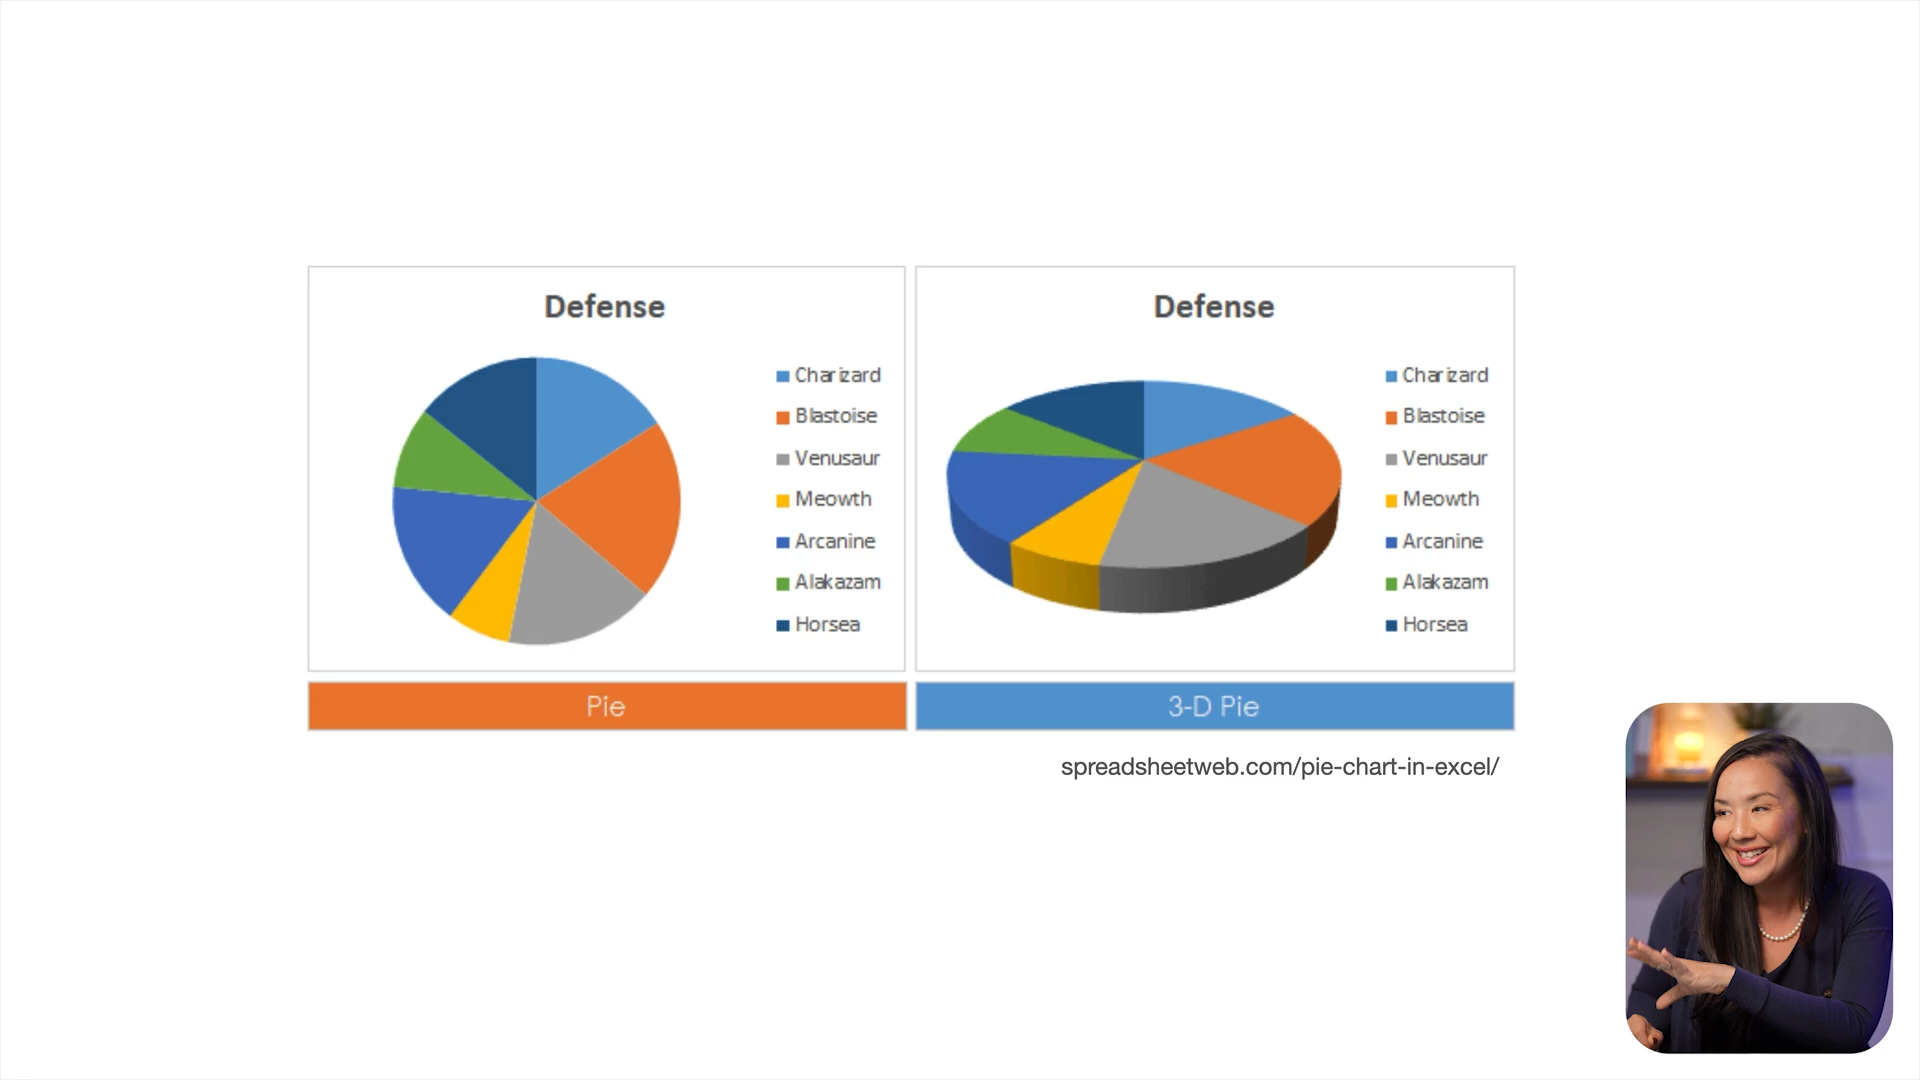 Defense
Charizard
Blastoise
Venusaur
Meowth
Arcanine
Alakazam
Horsea
Pie
Defense
Charizard
Blastoise
Venusaur
Meowth
Arcanine
Alakazam
Horsea
3-D Pie
spreadsheetweb.com/pie-chart-in-excel/